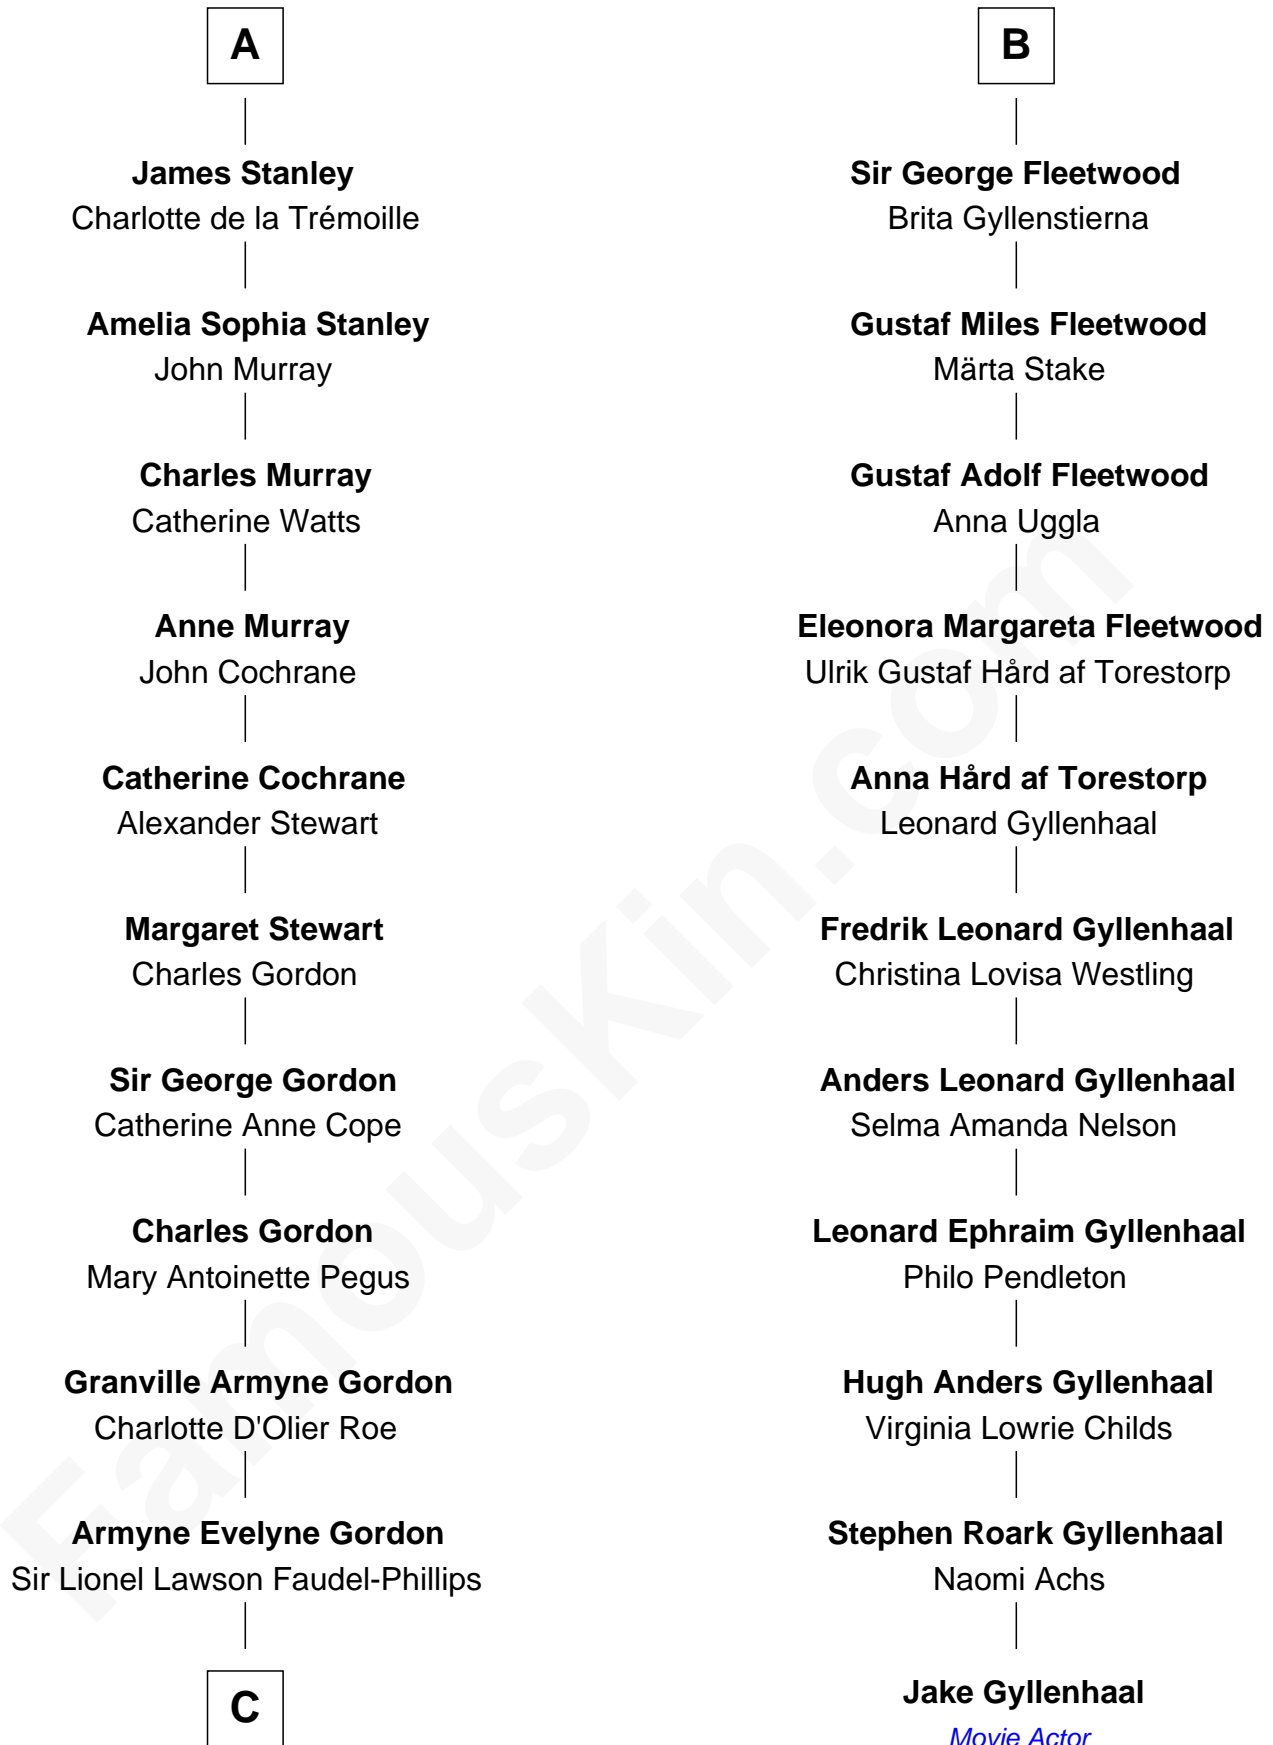 A
James Stanley
Charlotte de la Trémoille
Amelia Sophia Stanley
John Murray
Charles Murray
Catherine Watts
Anne Murray
John Cochrane
Catherine Cochrane
Alexander Stewart
Margaret Stewart
Charles Gordon
Sir George Gordon
Catherine Anne Cope
Charles Gordon
Mary Antoinette Pegus
Granville Armyne Gordon
Charlotte D'Olier Roe
Armyne Evelyne Gordon
Sir Lionel Lawson Faudel-Phillips
C
B
Sir George Fleetwood
Brita Gyllenstierna
Gustaf Miles Fleetwood
Märta Stake
Gustaf Adolf Fleetwood
Anna Uggla
Eleonora Margareta Fleetwood
Ulrik Gustaf Hård af Torestorp
Anna Hård af Torestorp
Leonard Gyllenhaal
Fredrik Leonard Gyllenhaal
Christina Lovisa Westling
Anders Leonard Gyllenhaal
Selma Amanda Nelson
Leonard Ephraim Gyllenhaal
Philo Pendleton
Hugh Anders Gyllenhaal
Virginia Lowrie Childs
Stephen Roark Gyllenhaal
Naomi Achs
Jake Gyllenhaal
Movie Actor
FamousKin.com